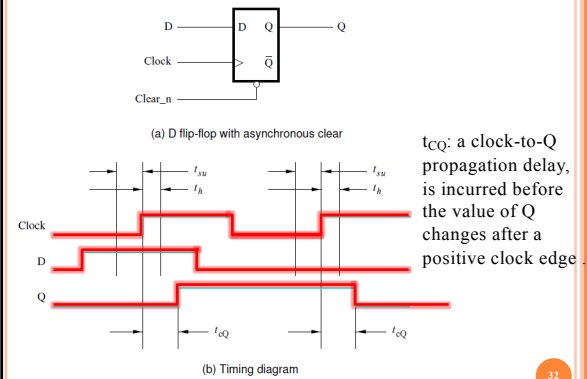 D
D Q
Q
Clock
Q̄
Clear_n
(a) D flip-flop with asynchronous clear
tsu
tsu
th
th
Clock
D
Q
tcQ
tcQ
(b) Timing diagram
tCQ: a clock-to-Q
propagation delay,
is incurred before
the value of Q
changes after a
positive clock edge .
32